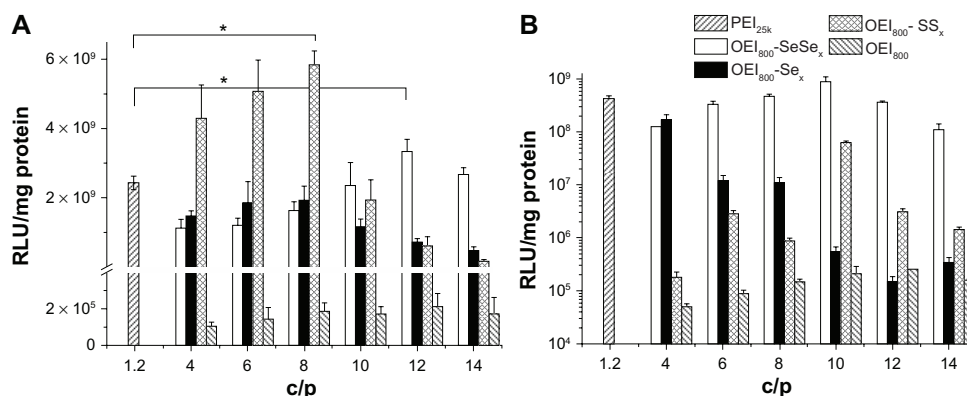 A
B
*
*
RLU/mg protein
6 × 10⁹
4 × 10⁹
2 × 10⁹
2 × 10⁵
0
1.2 4 6 8 10 12 14
c/p
PEI₂₅ₖ
OEI₈₀₀-SeSeₓ
OEI₈₀₀-Seₓ
OEI₈₀₀- SSₓ
OEI₈₀₀
RLU/mg protein
10⁹
10⁸
10⁷
10⁶
10⁵
10⁴
1.2 4 6 8 10 12 14
c/p